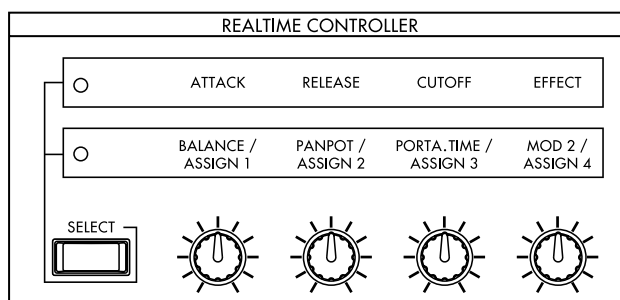 REALTIME CONTROLLER
ATTACK RELEASE CUTOFF EFFECT
BALANCE / PANPOT / PORTA.TIME / MOD 2 /
ASSIGN 1 ASSIGN 2 ASSIGN 3 ASSIGN 4
SELECT